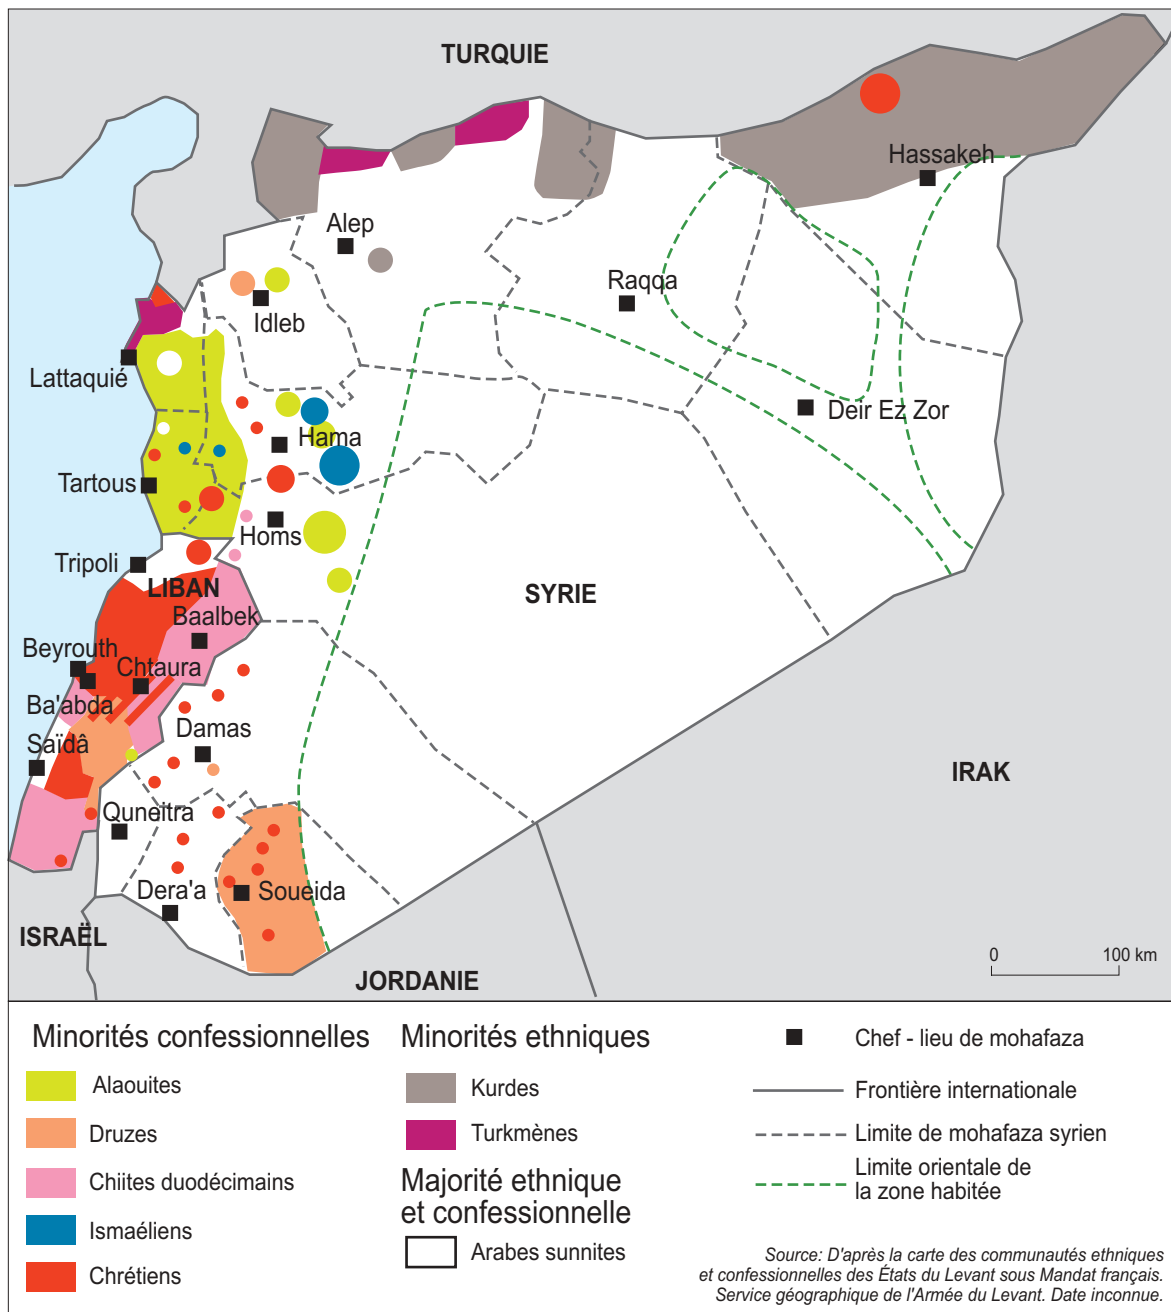 TURQUIE
Hassakeh
Alep
Raqqa
Idleb
Lattaquié
Deir Ez Zor
Hama
Tartous
Homs
Tripoli
LIBAN
SYRIE
Baalbek
Beyrouth
Chtaura
Ba'abda
Damas
Saïdâ
IRAK
Quneitra
Dera'a
Soueida
ISRAËL
JORDANIE
0 100 km
Minorités confessionnelles
Alaouites
Druzes
Chiites duodécimains
Ismaéliens
Chrétiens
Minorités ethniques
Kurdes
Turkmènes
Majorité ethnique
et confessionnelle
Arabes sunnites
Chef - lieu de mohafaza
Frontière internationale
Limite de mohafaza syrien
Limite orientale de
la zone habitée
Source: D'après la carte des communautés ethniques
et confessionnelles des États du Levant sous Mandat français.
Service géographique de l'Armée du Levant. Date inconnue.